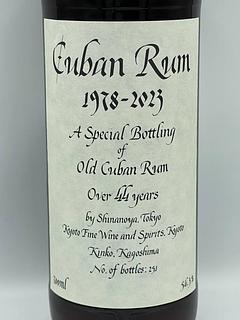 Cuban Rum
1978-2023
A Special Bottling
of
Old Cuban Rum
Over 44 years
by Shinanoya, Tokyo
Kyoto Fine Wine and Spirits, Kyoto
Kinko, Kagoshima
No. of bottles: 251
700ml